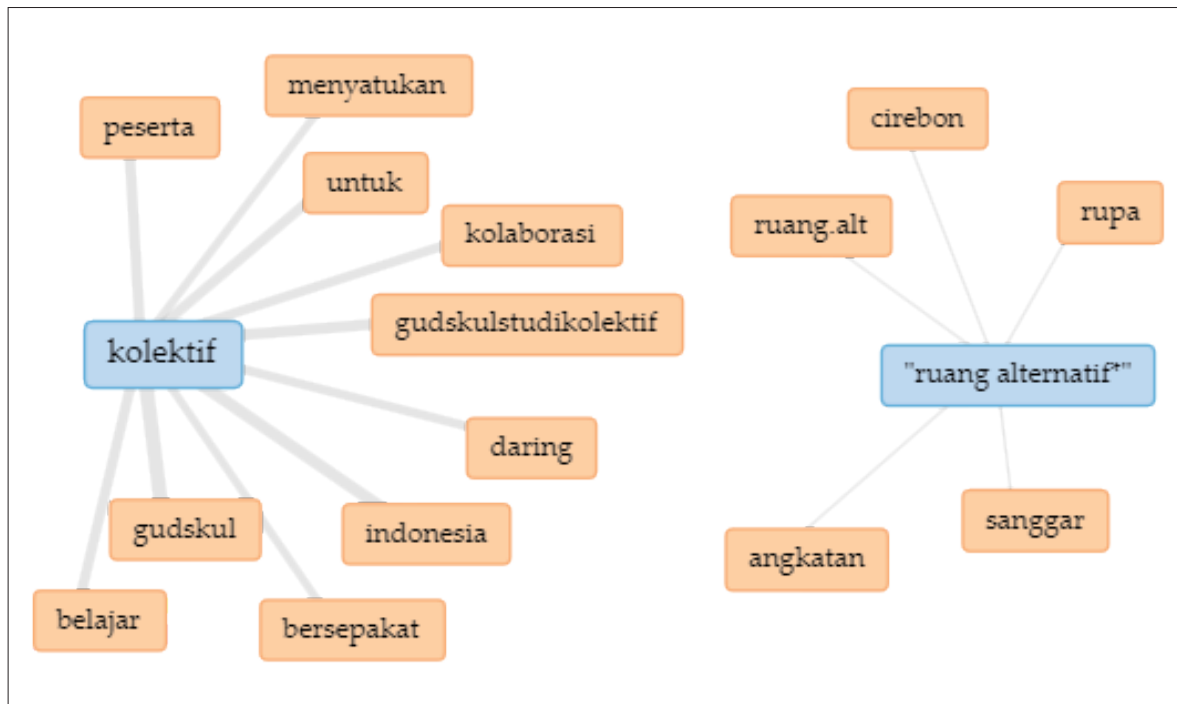 menyatukan
peserta
untuk
kolaborasi
gudskulstudikolektif
kolektif
daring
gudskul
indonesia
belajar
bersepakat
cirebon
ruang.alt
rupa
"ruang alternatif*"
sanggar
angkatan